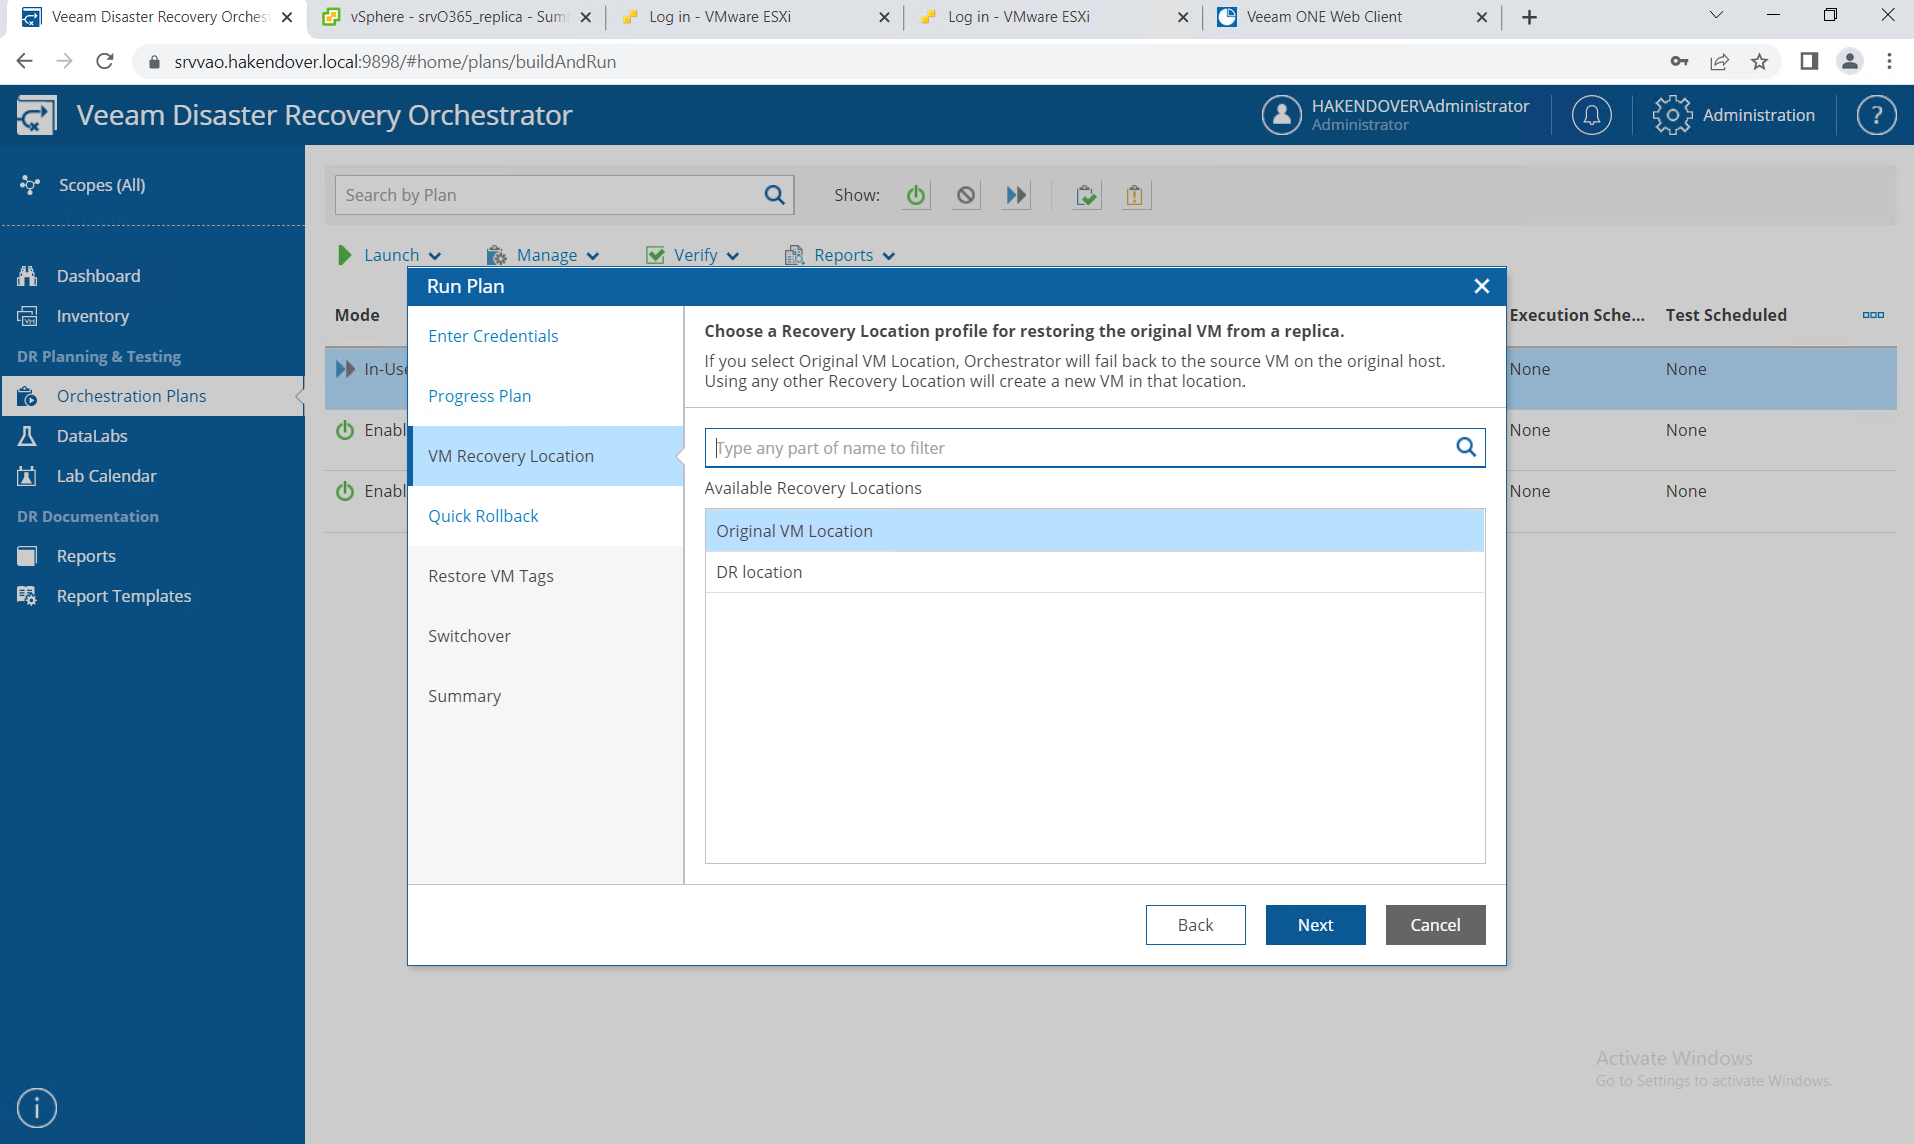 Veeam Disaster Recovery Orches
vSphere - srvO365_replica - Sum
Log in - VMware ESXi
Log in - VMware ESXi
Veeam ONE Web Client
srvvao.hakendover.local:9898/#home/plans/buildAndRun
Veeam Disaster Recovery Orchestrator
HAKENDOVER\Administrator
Administrator
Administration
?
Scopes (All)
Search by Plan
Show:
Launch
Manage
Verify
Reports
Dashboard
Inventory
DR Planning & Testing
Orchestration Plans
DataLabs
Lab Calendar
DR Documentation
Reports
Report Templates
Mode
Execution Sche...
Test Scheduled
In-Use
None
None
Enabl
None
None
Enabl
None
None
Run Plan
Enter Credentials
Progress Plan
VM Recovery Location
Quick Rollback
Restore VM Tags
Switchover
Summary
Choose a Recovery Location profile for restoring the original VM from a replica.
If you select Original VM Location, Orchestrator will fail back to the source VM on the original host.
Using any other Recovery Location will create a new VM in that location.
Type any part of name to filter
Available Recovery Locations
Original VM Location
DR location
Back
Next
Cancel
Activate Windows
Go to Settings to activate Windows.